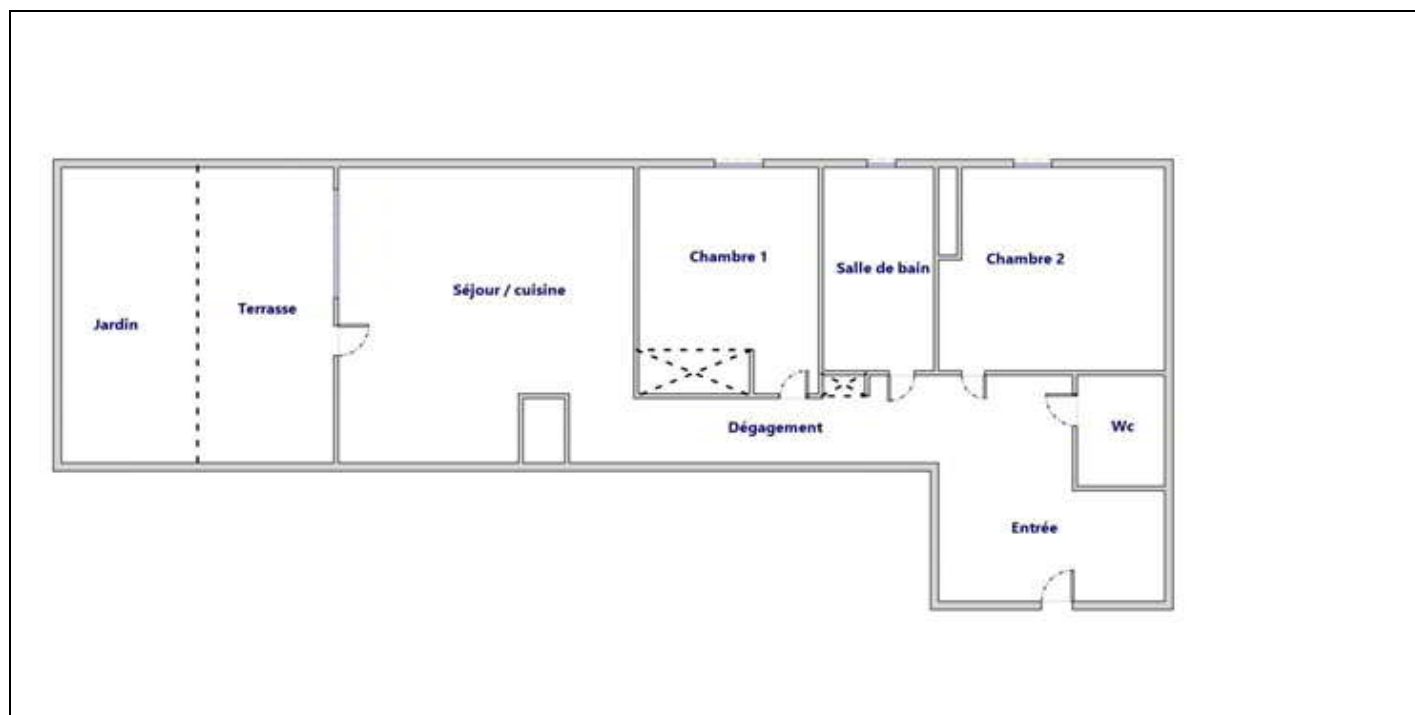 Chambre 1
Salle de bain
Chambre 2
Séjour / cuisine
Terrasse
Jardin
Dégagement
Wc
Entrée